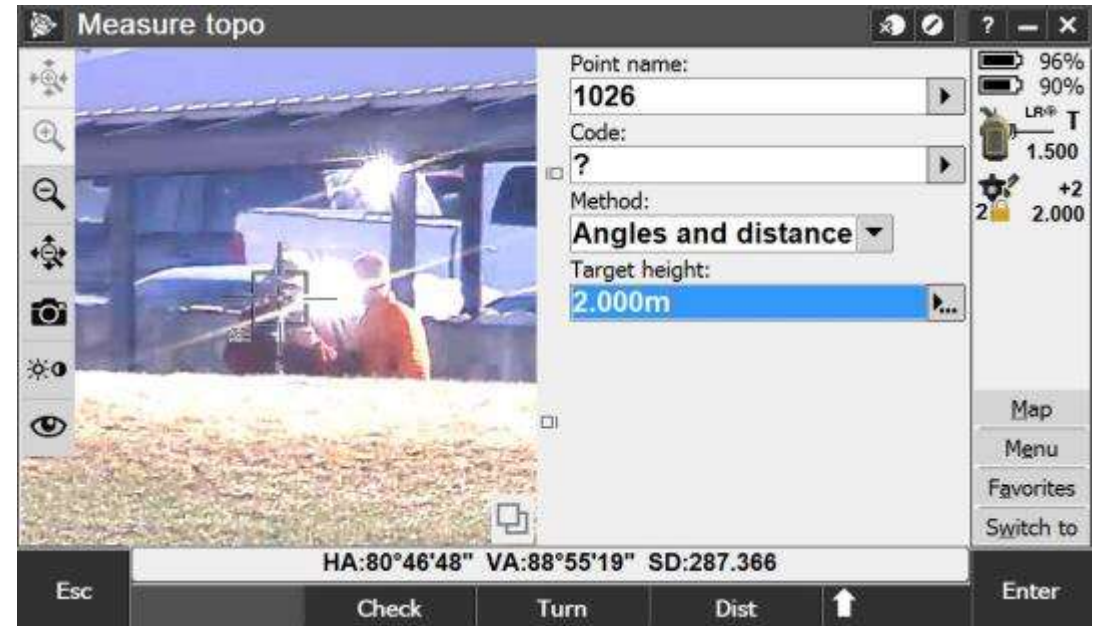 Measure topo
?
Point name:
1026
Code:
?
Method:
Angles and distance
Target height:
2.000m
96%
90%
T
1.500
+2
2
2.000
Map
Menu
Favorites
Switch to
HA:80°46'48" VA:88°55'19" SD:287.366
Esc
Check
Turn
Dist
Enter